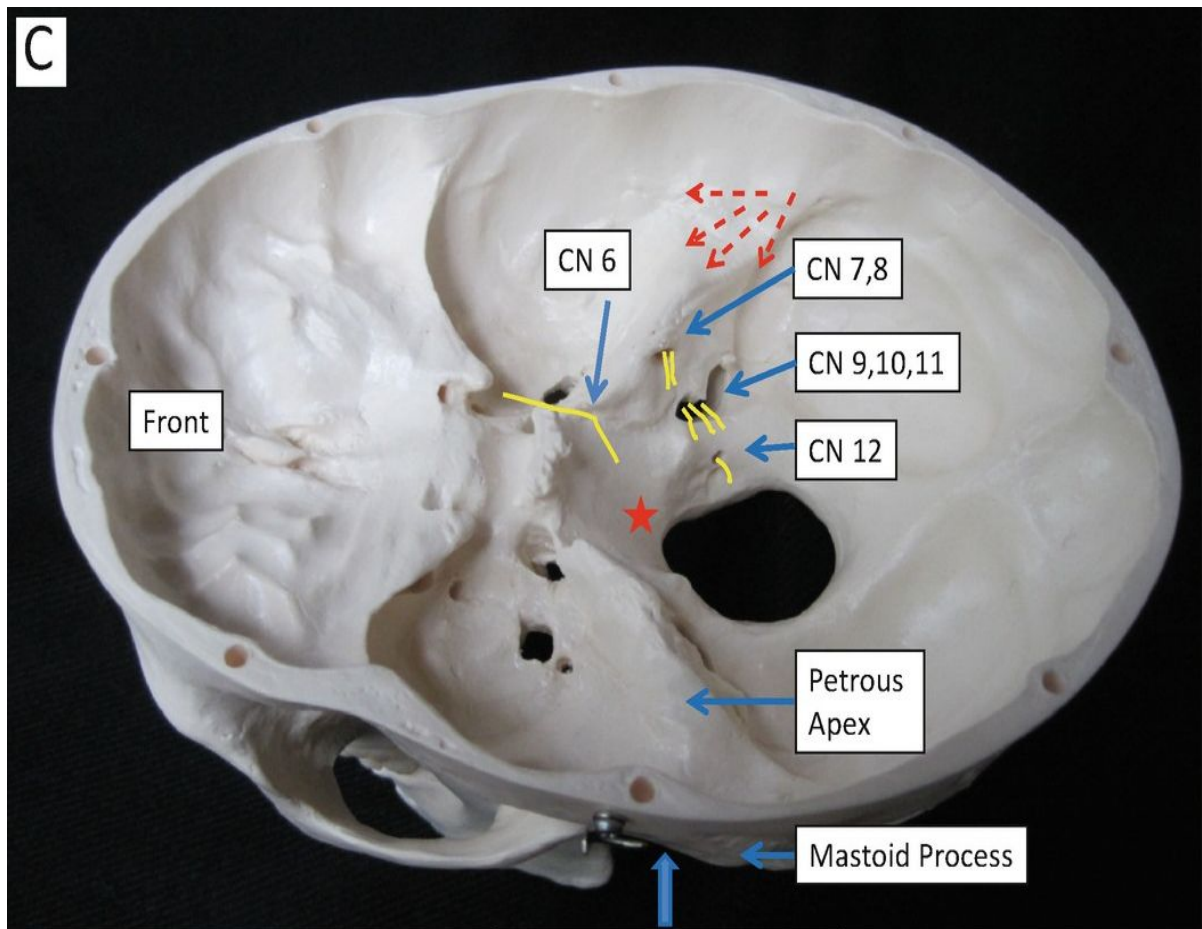 C
CN 6
CN 7,8
CN 9,10,11
Front
CN 12
Petrous
Apex
Mastoid Process